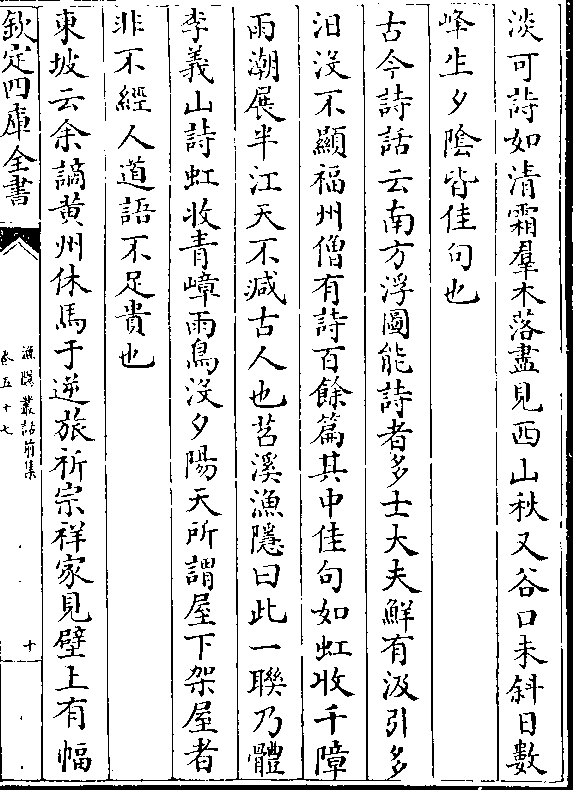 淡可詩如清霜羣木落盡見西山秋又谷口未斜日數
峰生夕陰皆佳句也
古今詩話云南方浮圖能詩者多士大夫鮮有汲引多
汨沒不顯福州僧有詩百餘篇其中佳句如虹收千障
雨潮展半江天不減古人也苕溪漁隱曰此一聯乃體
李義山詩虹收青嶂雨鳥沒夕陽天所謂屋下架屋者
非不經人道語不足貴也
東坡云余謫黄州休馬于逆旅祈宗祥家見壁上有幅
欽定四庫全書
漁隱叢話前集
卷五十七
十